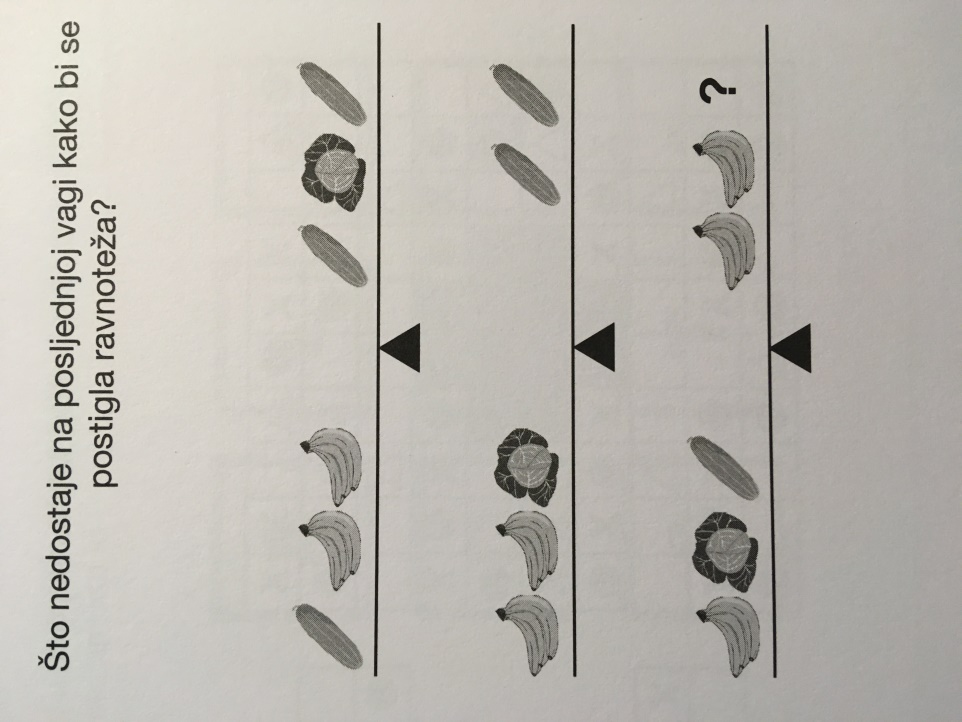 Što nedostaje na posljednjoj vagi kako bi se
postigla ravnoteža?
?